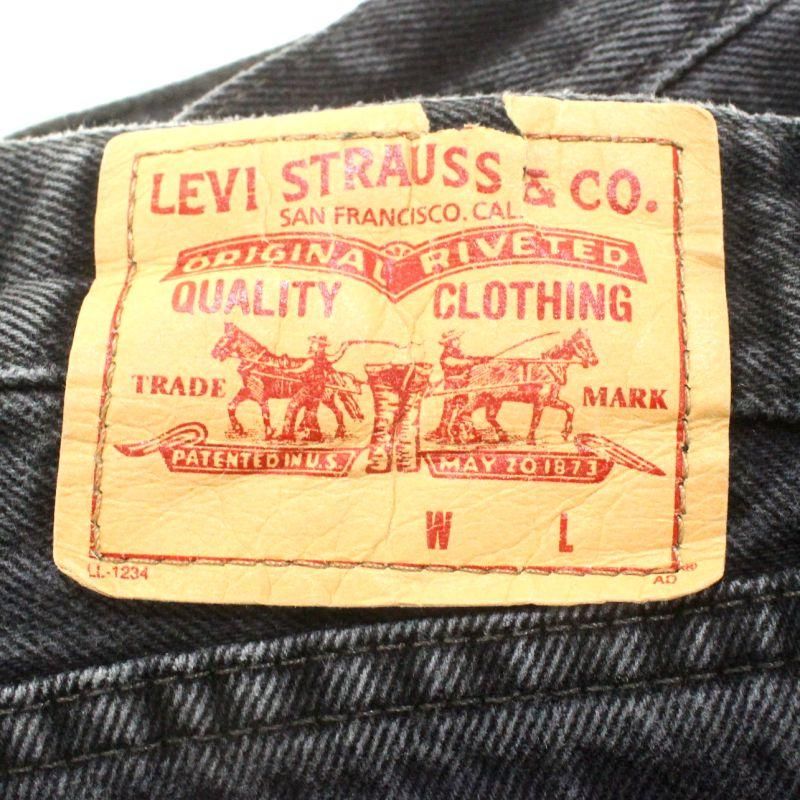 LEVI STRAUSS & CO.
SAN FRANCISCO. CAL.
ORIGINAL RIVETED
QUALITY CLOTHING
TRADE MARK
PATENTED IN U.S. MAY 20 1873
W L
LL-1234
AD ®